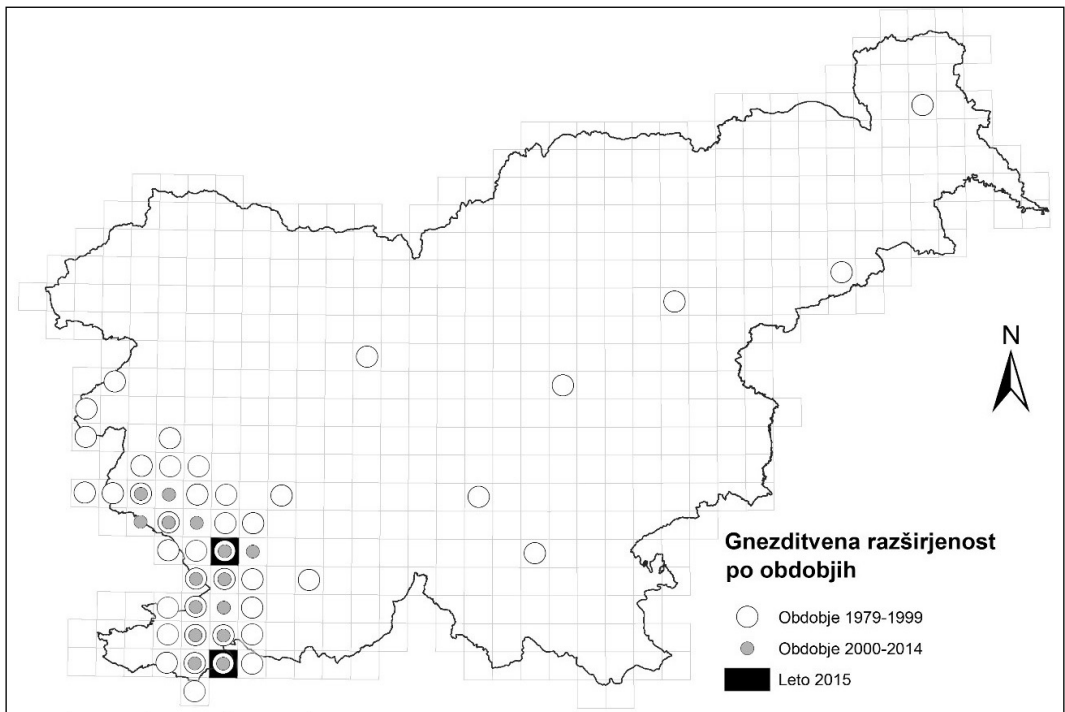 N
Gnezditvena razširjenost
po obdobjih
Obdobje 1979-1999
Obdobje 2000-2014
Leto 2015